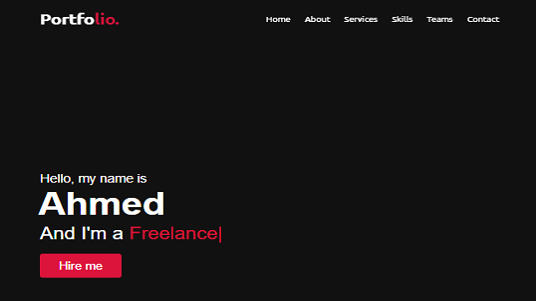 Portfolio.
Home About Services Skills Teams Contact
Hello, my name is
Ahmed
And I'm a Freelance|
Hire me